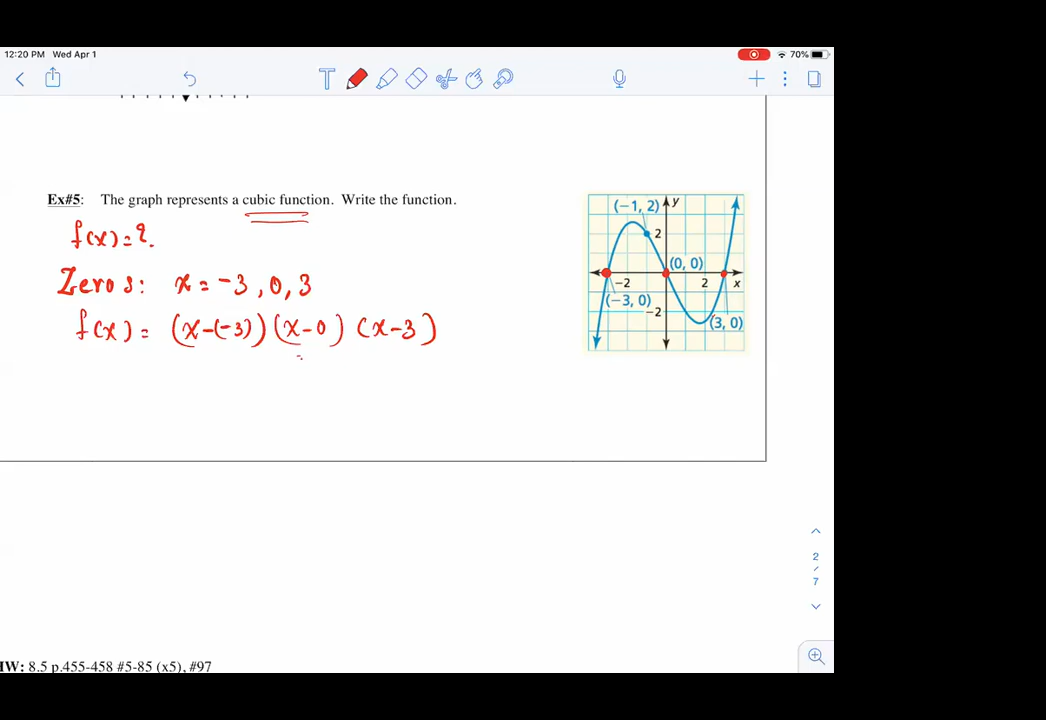 12:20 PM Wed Apr 1
70%
T
Ex#5: The graph represents a cubic function. Write the function.
f(x)=?.
Zeros: x = -3, 0, 3
f(x) = (x-(-3))(x-0)(x-3)
(-1, 2) y
2
(0, 0)
-2 2 x
(-3, 0)
-2
(3, 0)
2
/
7
HW: 8.5 p.455-458 #5-85 (x5), #97